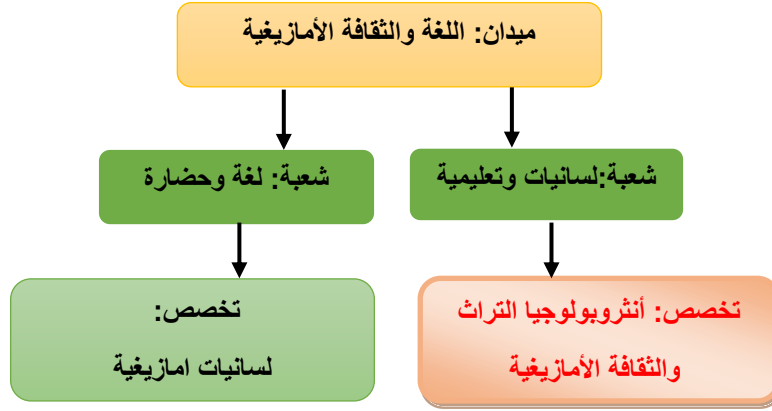 ميدان: اللغة والثقافة الأمازيغية
شعبة:لسانيات وتعليمية
شعبة: لغة وحضارة
تخصص: أنثروبولوجيا التراث
والثقافة الأمازيغية
تخصص:
لسانيات امازيغية